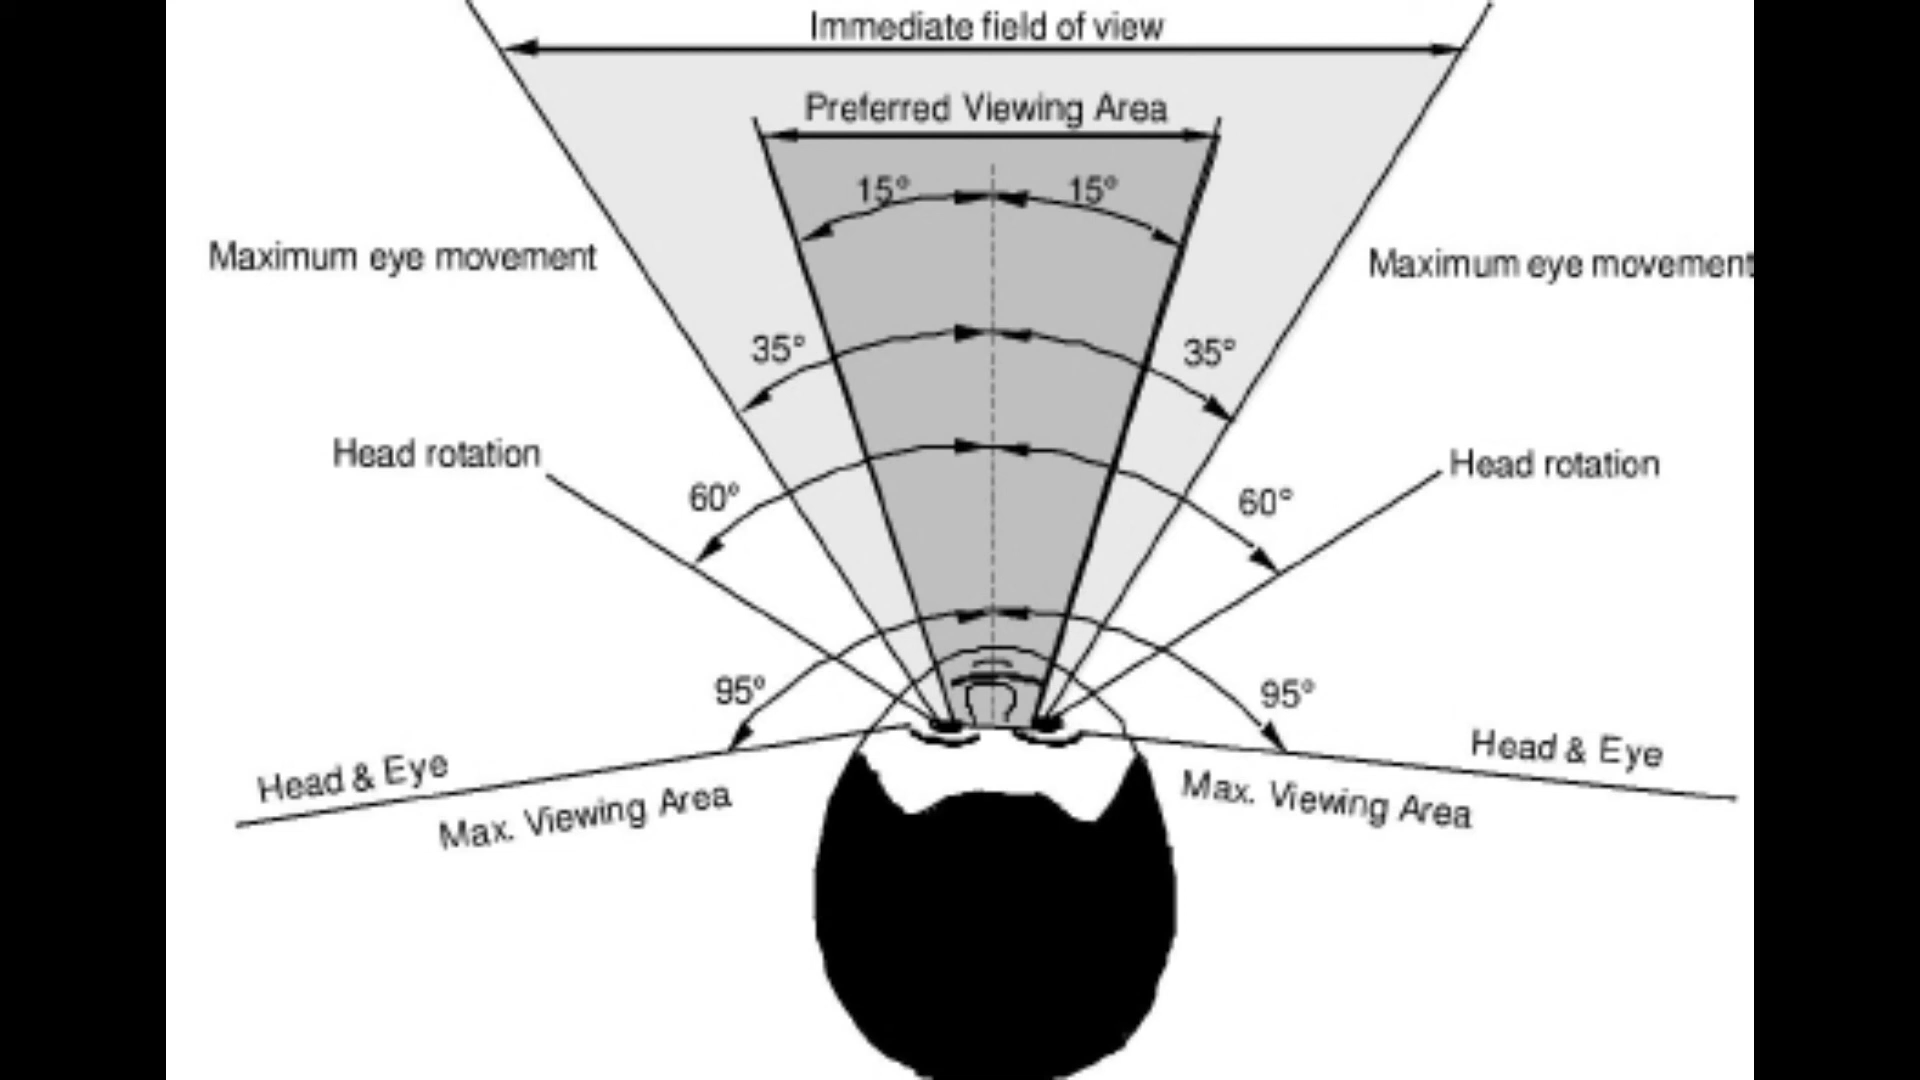 Immediate field of view
Preferred Viewing Area
15° 15°
Maximum eye movement Maximum eye movement
35° 35°
Head rotation Head rotation
60° 60°
95° 95°
Head & Eye Head & Eye
Max. Viewing Area Max. Viewing Area